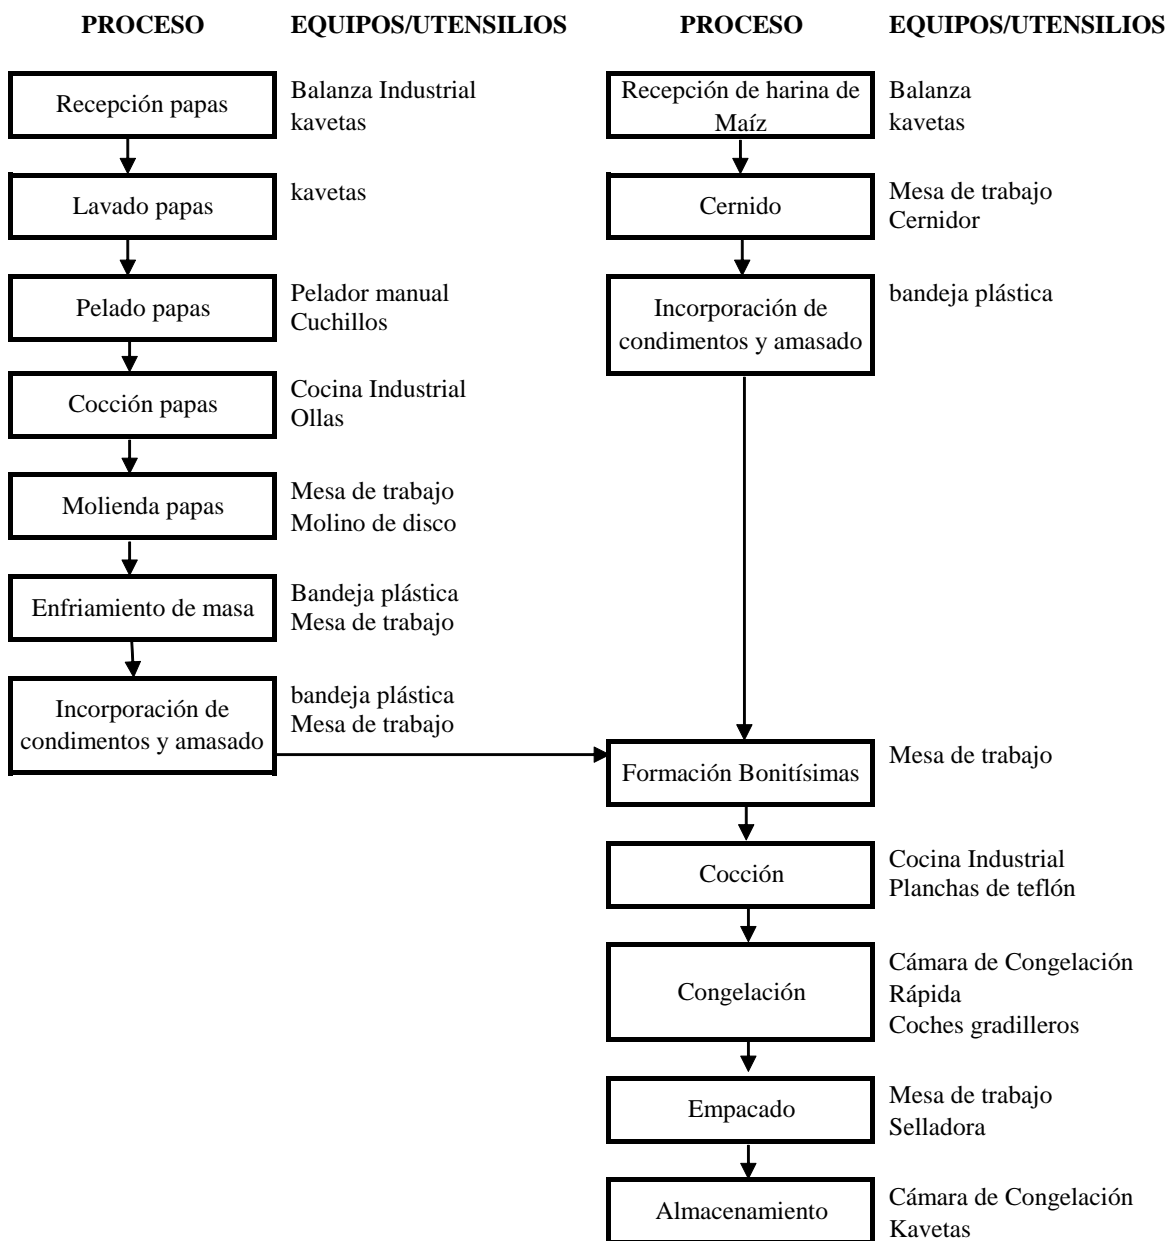 PROCESO
EQUIPOS/UTENSILIOS
Recepción papas
Balanza Industrial
kavetas
Lavado papas
kavetas
Pelado papas
Pelador manual
Cuchillos
Cocción papas
Cocina Industrial
Ollas
Molienda papas
Mesa de trabajo
Molino de disco
Enfriamiento de masa
Bandeja plástica
Mesa de trabajo
Incorporación de
condimentos y amasado
bandeja plástica
Mesa de trabajo
PROCESO
EQUIPOS/UTENSILIOS
Recepción de harina de
Maíz
Balanza
kavetas
Cernido
Mesa de trabajo
Cernidor
Incorporación de
condimentos y amasado
bandeja plástica
Formación Bonitísimas
Mesa de trabajo
Cocción
Cocina Industrial
Planchas de teflón
Congelación
Cámara de Congelación
Rápida
Coches gradilleros
Empacado
Mesa de trabajo
Selladora
Almacenamiento
Cámara de Congelación
Kavetas